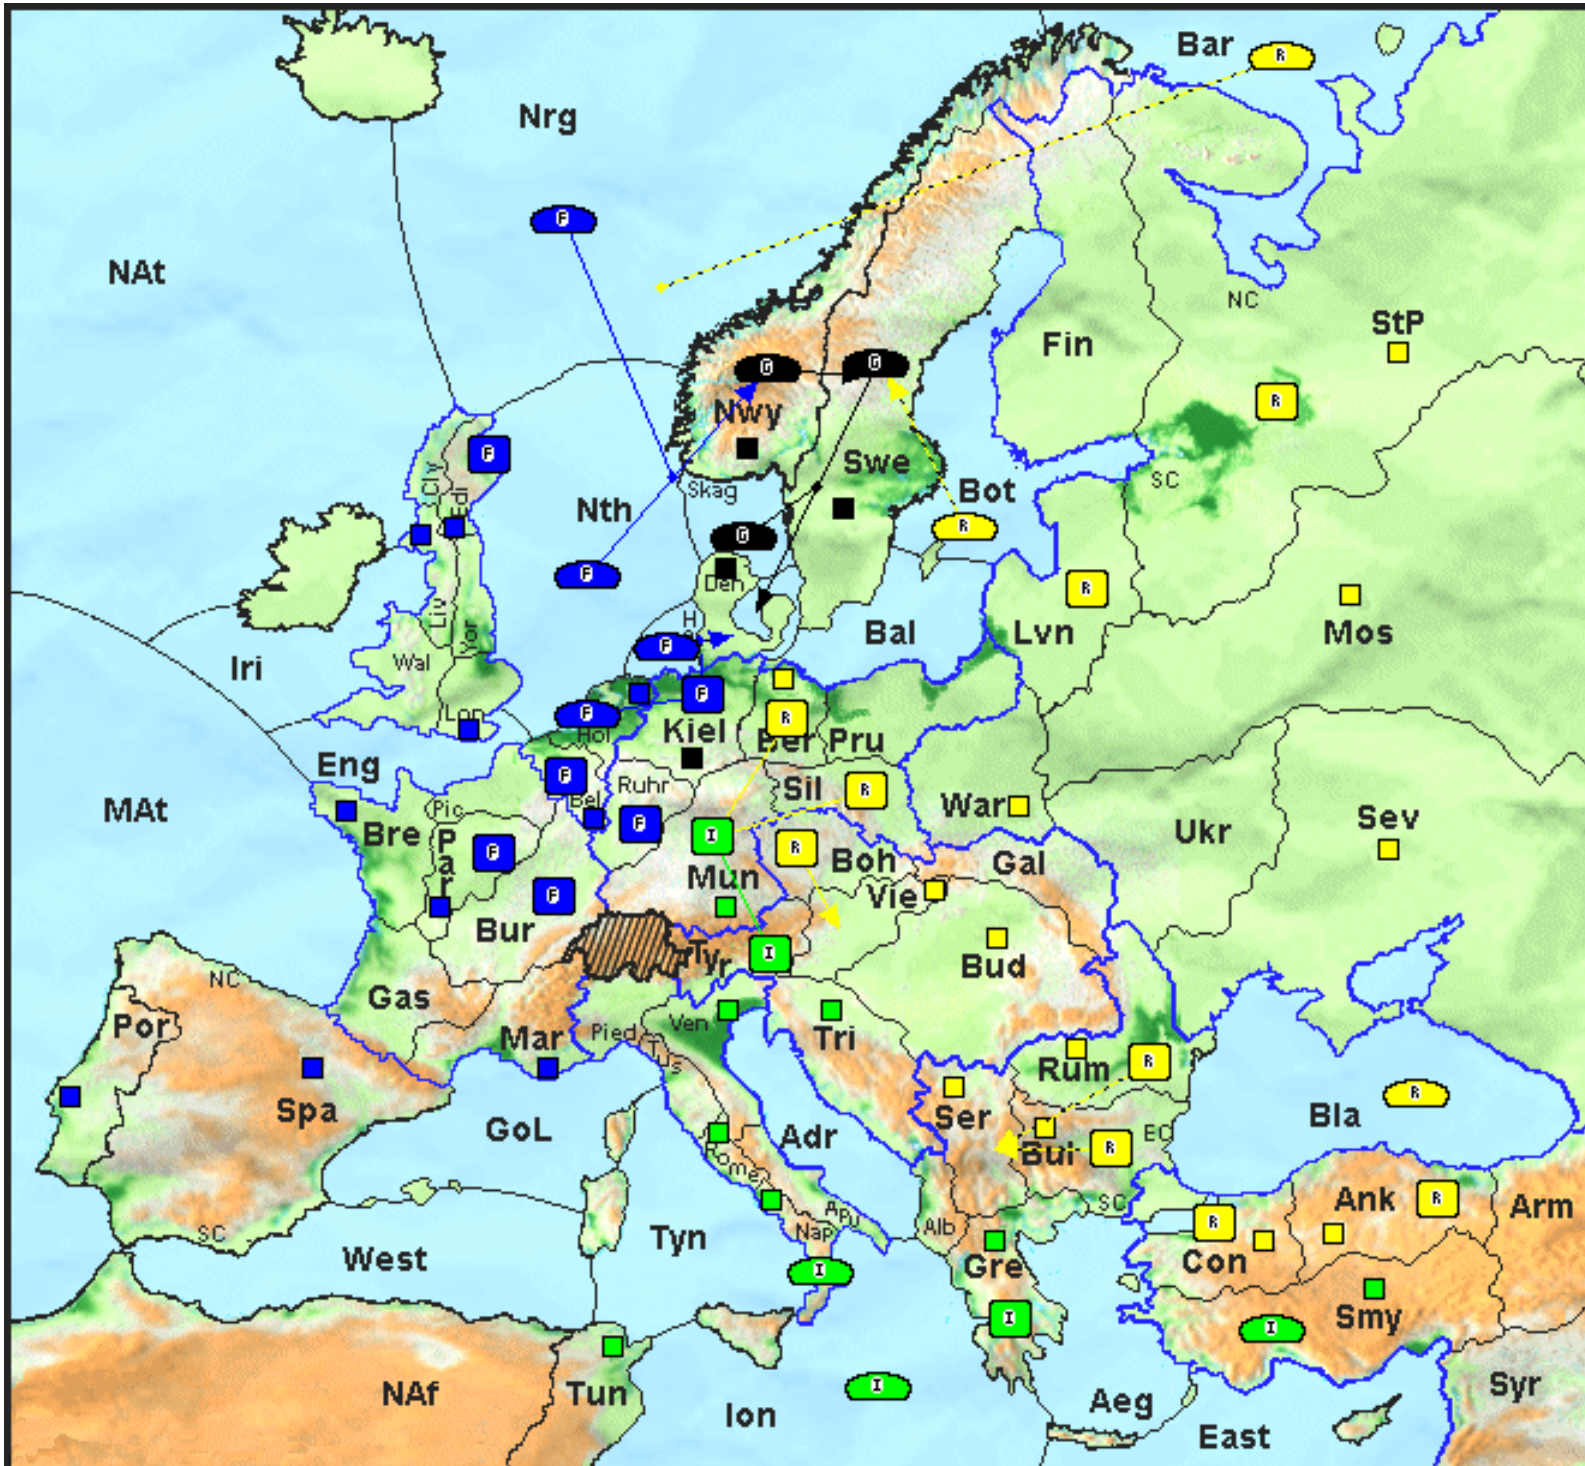 Bar
R
Nrg
F
NAt
NC
StP
Fin
G
G
R
Nwy
F
Cly
Edi
Swe
SC
Skag
Bot
Nth
G
R
F
Den
R
Liv
Yor
H
Bal
Lvn
Mos
Iri
Wal
F
F
Lon
F
Hol
Kiel
R
Ber
Pru
Eng
F
Ruhr
Sil
R
MAt
Pic
Bel
War
Sev
Bre
Par
F
I
R
Boh
Gal
Ukr
F
F
Mun
Vie
Bur
Tyr
I
Bud
NC
Gas
Por
Mar
Pied
Ven
Tri
Tus
Rum
R
Spa
Ser
R
GoL
Adr
Bla
Bul
R
EC
Rome
Ank
R
SC
Tyn
Apu
Nap
Alb
SC
R
Arm
West
Con
Gre
I
I
Smy
I
NAf
Tun
I
Ion
Aeg
East
Syr